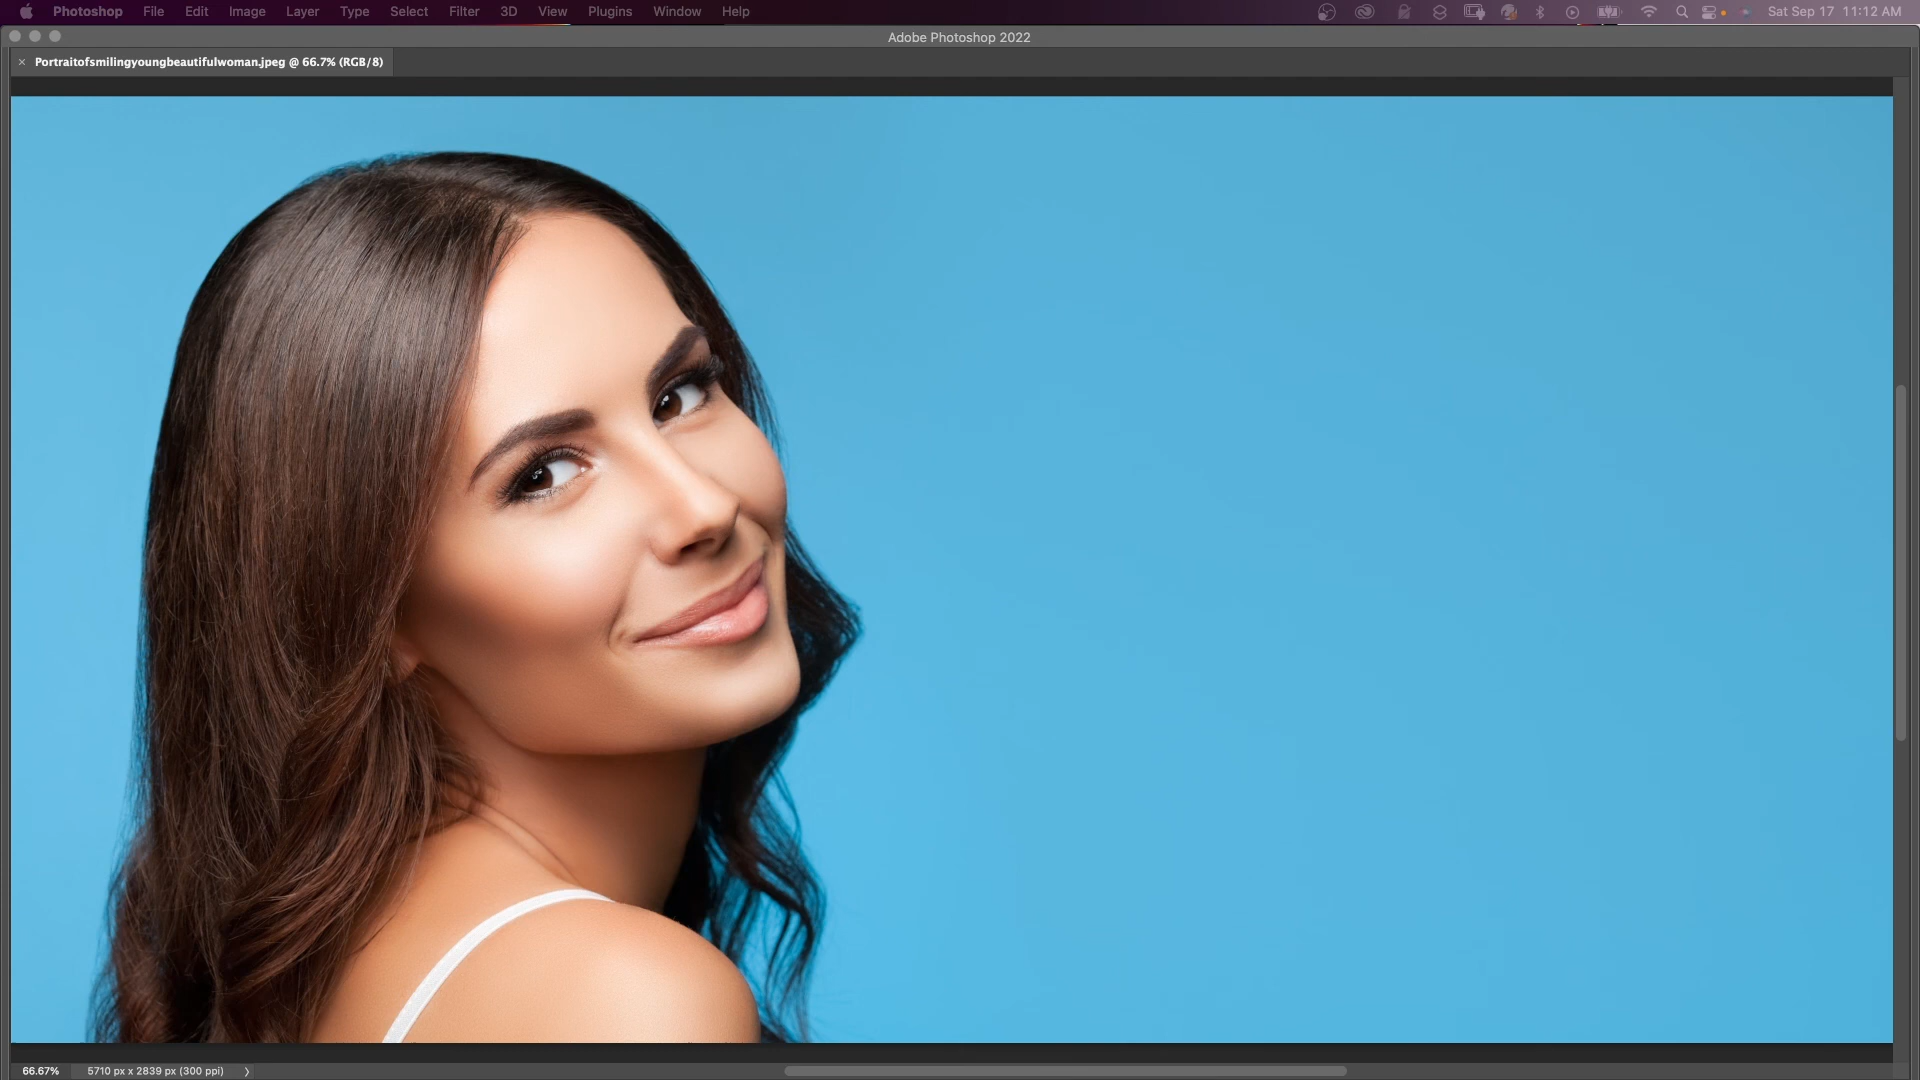 Photoshop File Edit Image Layer Type Select Filter 3D View Plugins Window Help Sat Sep 17 11:12 AM
Adobe Photoshop 2022
× Portraitofsmilingyoungbeautifulwoman.jpeg @ 66.7% (RGB/8)
66.67% 5710 px x 2839 px (300 ppi) >